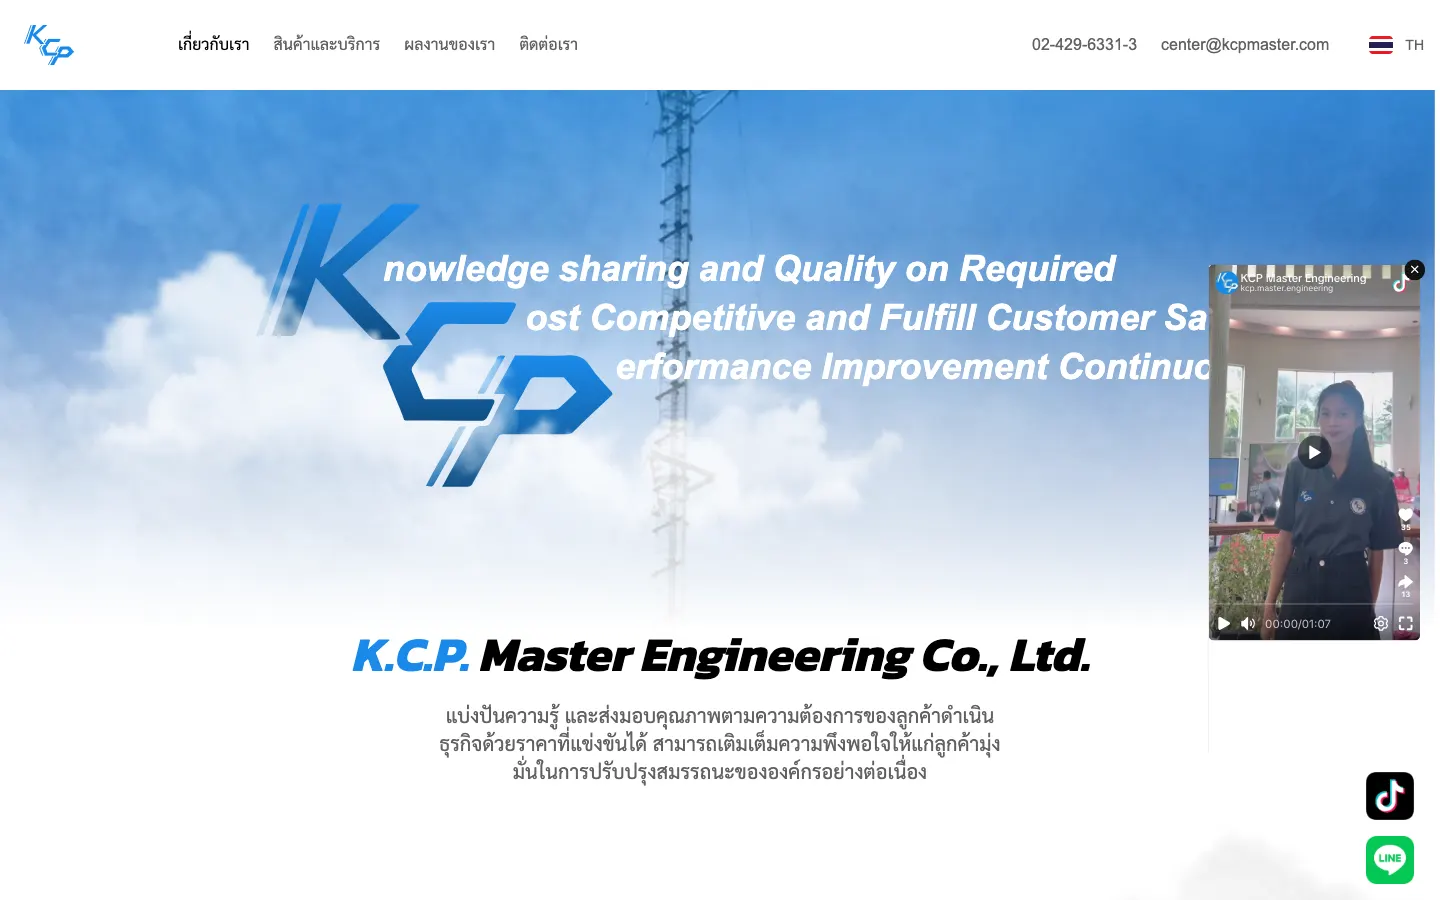 KCP
เกี่ยวกับเรา
สินค้าและบริการ
ผลงานของเรา
ติดต่อเรา
02-429-6331-3
center@kcpmaster.com
TH
KCP
nowledge sharing and Quality on Required
ost Competitive and Fulfill Customer Sa
erformance Improvement Continuo
KCP Master Engineering
kcp.master.engineering
35
3
13
00:00/01:07
K.C.P. Master Engineering Co., Ltd.
แบ่งปันความรู้ และส่งมอบคุณภาพตามความต้องการของลูกค้าดำเนิน
ธุรกิจด้วยราคาที่แข่งขันได้ สามารถเติมเต็มความพึงพอใจให้แก่ลูกค้ามุ่ง
มั่นในการปรับปรุงสมรรถนะขององค์กรอย่างต่อเนื่อง
LINE